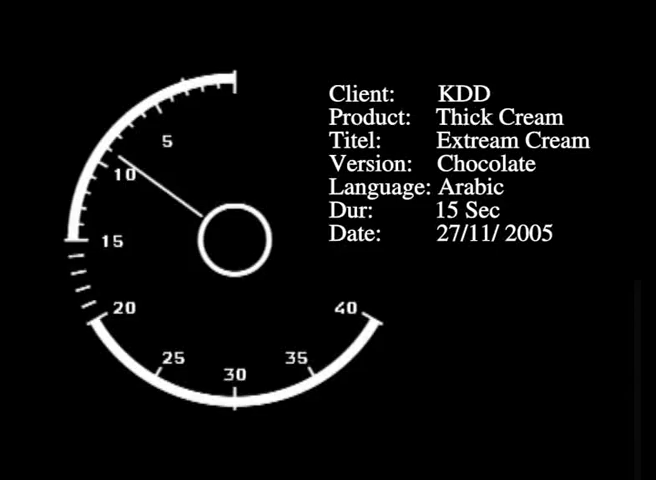 Client: KDD
Product: Thick Cream
Titel: Extream Cream
Version: Chocolate
Language: Arabic
Dur: 15 Sec
Date: 27/11/ 2005
5
10
15
20
25
30
35
40